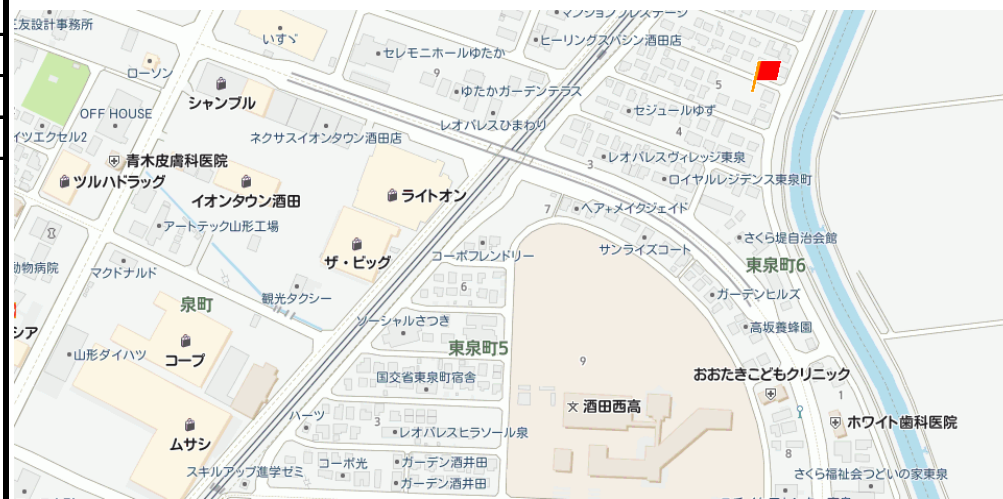 マンションプレステージ
友設計事務所
いすゞ
ヒーリングスパシン酒田店
セレモニホールゆたか
ローソン
9
5
シャンブル
ゆたかガーデンテラス
OFF HOUSE
セジュールゆず
レオパレスひまわり
イツエクセル2
ネクサスイオンタウン酒田店
4
青木皮膚科医院
3
レオパレスヴィレッジ東泉
ツルハドラッグ
ロイヤルレジデンス東泉町
イオンタウン酒田
ライトオン
7
ヘア+メイクジェイド
アートテック山形工場
さくら堤自治会館
サンライズコート
コーポフレンドリー
ザ・ビッグ
東泉町6
動物病院
マクドナルド
6
ガーデンヒルズ
観光タクシー
泉町
ソーシャルさつき
高坂養蜂園
シア
東泉町5
山形ダイハツ
コープ
9
国交省東泉町宿舎
おおたきこどもクリニック
1
酒田西高
ハーツ
3
ホワイト歯科医院
ムサシ
レオパレスヒラソール泉
8
コーポ光
ガーデン酒井田
スキルアップ進学ゼミ
さくら福祉会つどいの家東泉
ガーデン酒井田